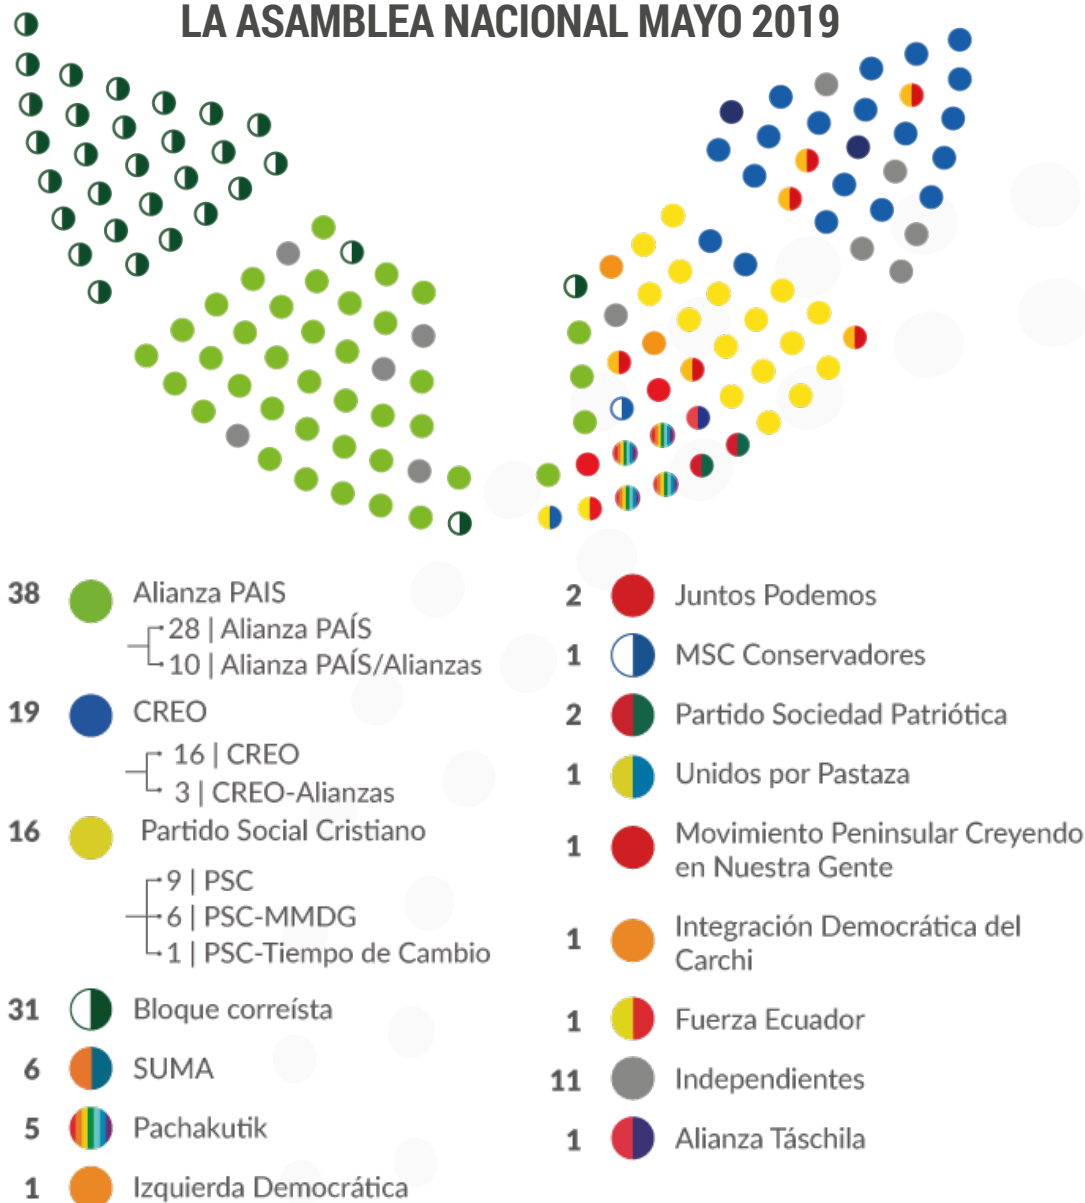 LA ASAMBLEA NACIONAL MAYO 2019
38 Alianza PAIS
28 | Alianza PAÍS
10 | Alianza PAÍS/Alianzas
19 CREO
16 | CREO
3 | CREO-Alianzas
16 Partido Social Cristiano
9 | PSC
6 | PSC-MMDG
1 | PSC-Tiempo de Cambio
31 Bloque correísta
6 SUMA
5 Pachakutik
1 Izquierda Democrática
2 Juntos Podemos
1 MSC Conservadores
2 Partido Sociedad Patriótica
1 Unidos por Pastaza
1 Movimiento Peninsular Creyendo
en Nuestra Gente
1 Integración Democrática del
Carchi
1 Fuerza Ecuador
11 Independientes
1 Alianza Táschila